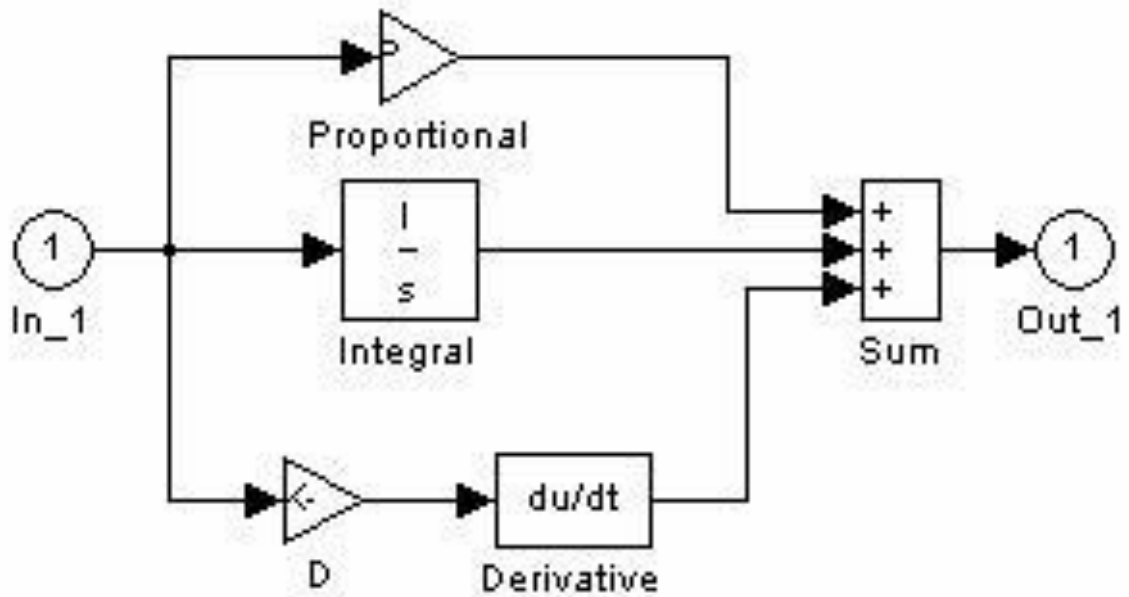 P
Proportional
1
In_1
I
–
s
Integral
+
+
+
Sum
1
Out_1
D
du/dt
Derivative